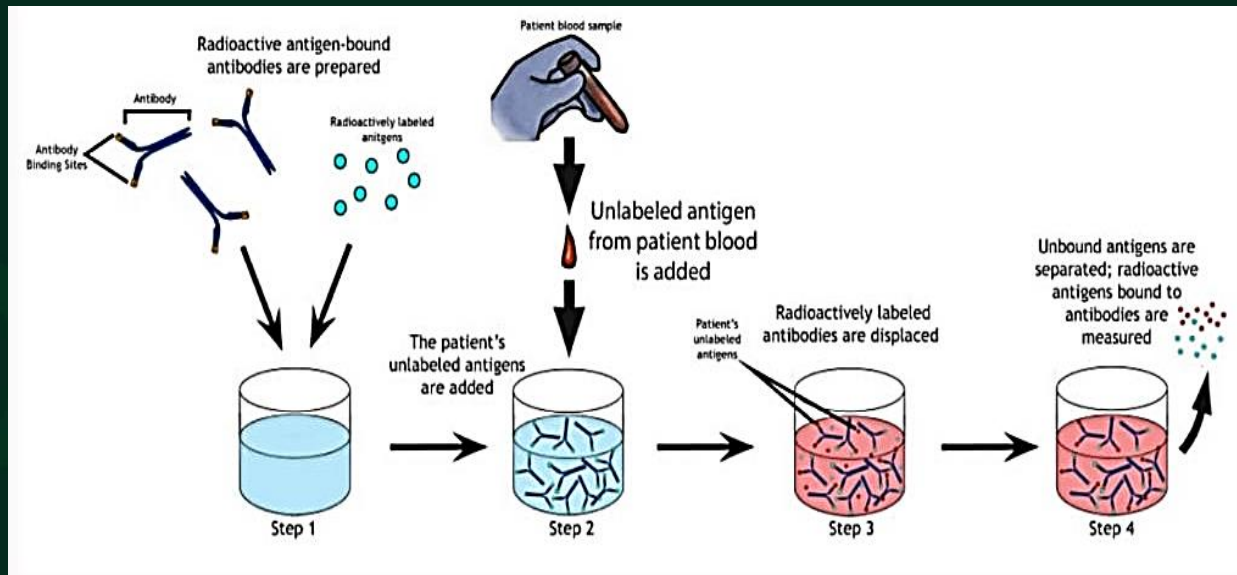 Radioactive antigen-bound
antibodies are prepared
Antibody
Antibody
Binding Sites
Radioactively labeled
anitgens
Patient blood sample
Unlabeled antigen
from patient blood
is added
The patient's
unlabeled antigens
are added
Patient's
unlabeled
antigens
Radioactively labeled
antibodies are displaced
Unbound antigens are
separated; radioactive
antigens bound to
antibodies are
measured
Step 1
Step 2
Step 3
Step 4